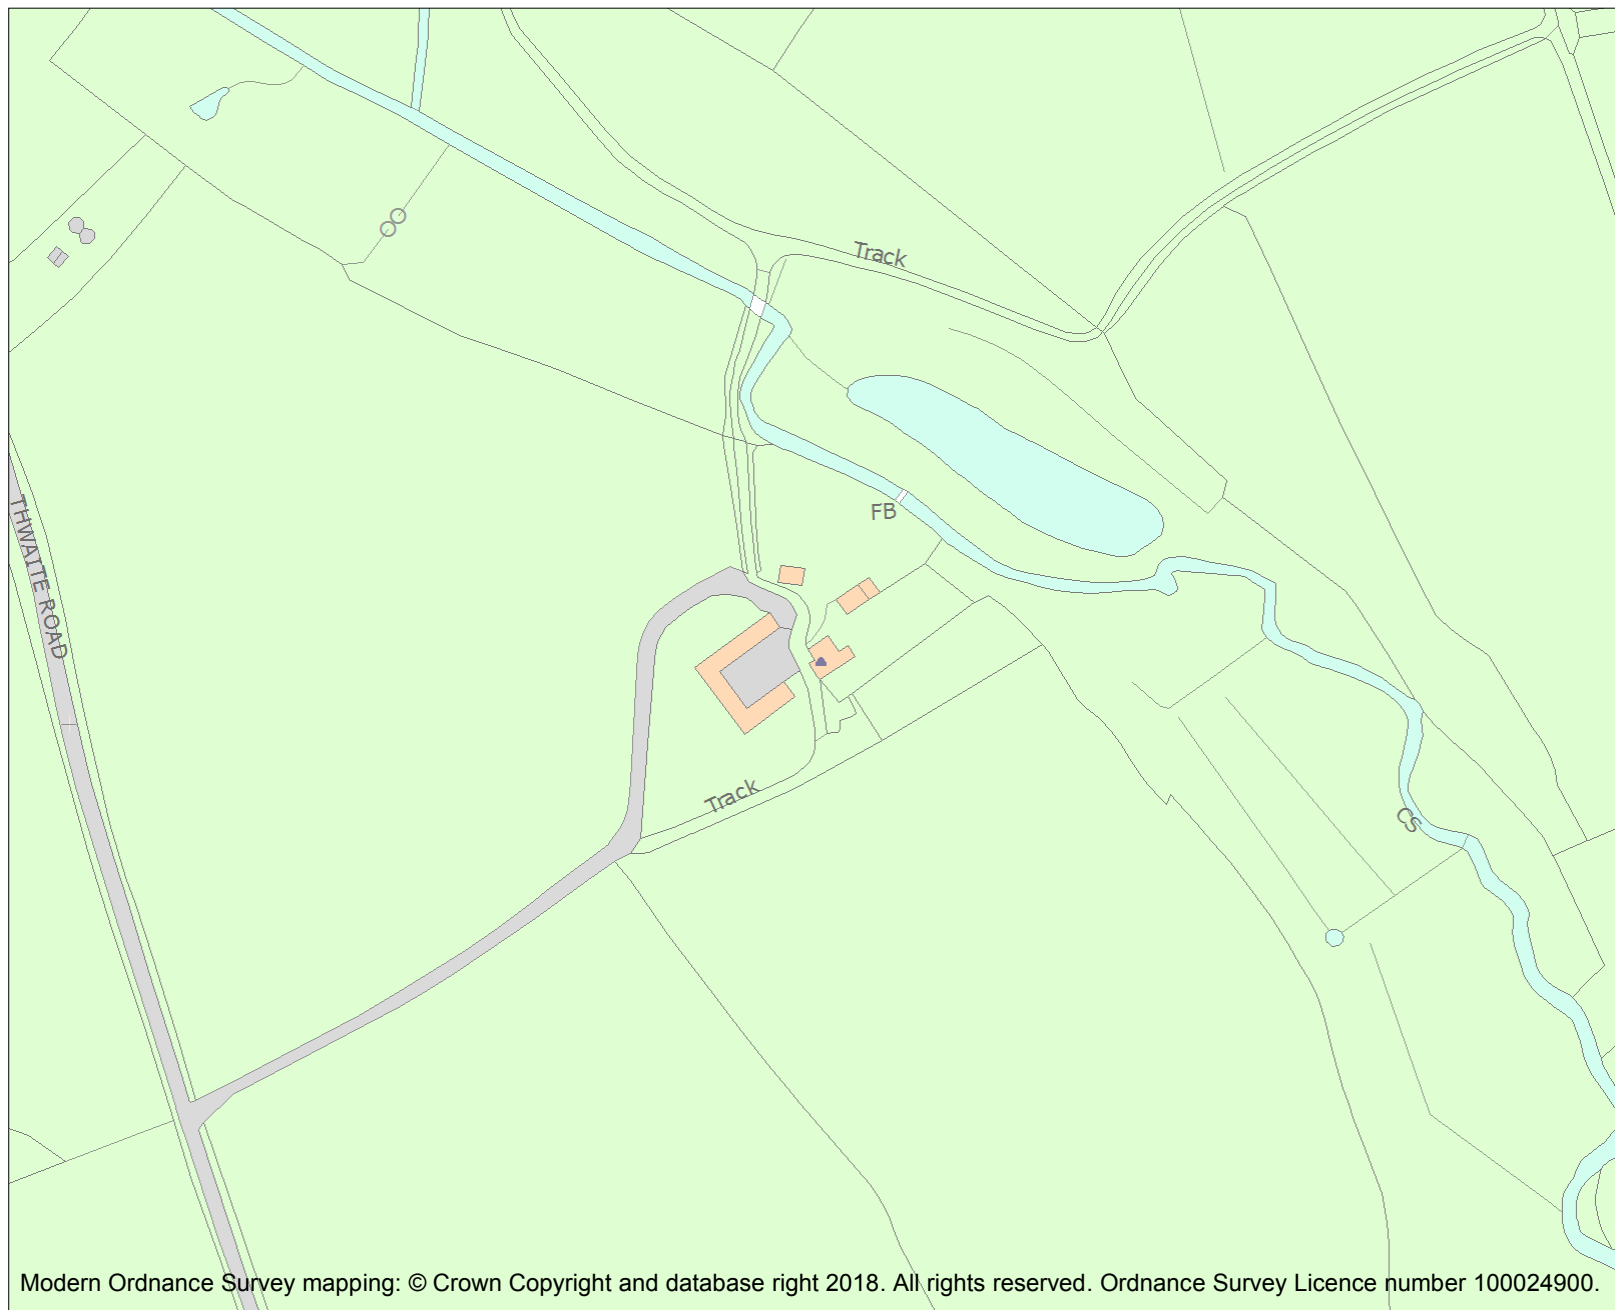 Track
THWAITE ROAD
FB
Track
CS
Modern Ordnance Survey mapping: © Crown Copyright and database right 2018. All rights reserved. Ordnance Survey Licence number 100024900.